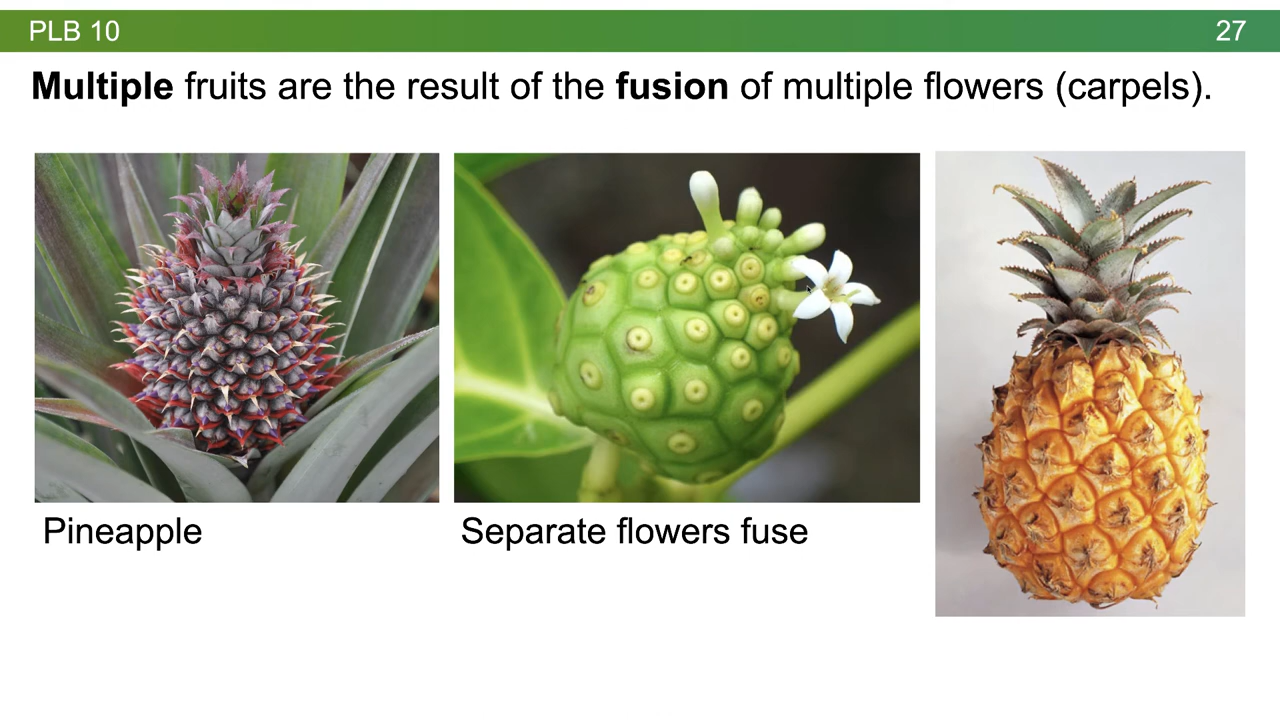 PLB 10
27
Multiple fruits are the result of the fusion of multiple flowers (carpels).
Pineapple
Separate flowers fuse